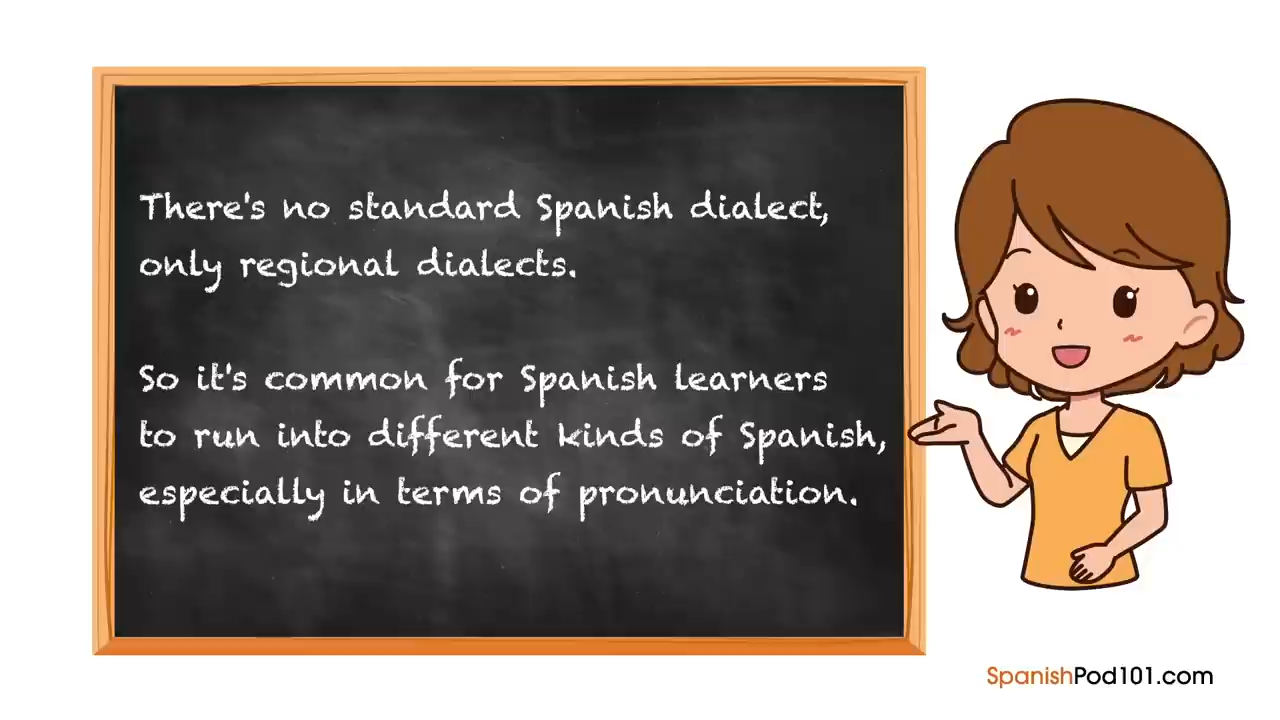 There's no standard Spanish dialect,
only regional dialects.
So it's common for Spanish learners
to run into different kinds of Spanish,
especially in terms of pronunciation.
SpanishPod101.com